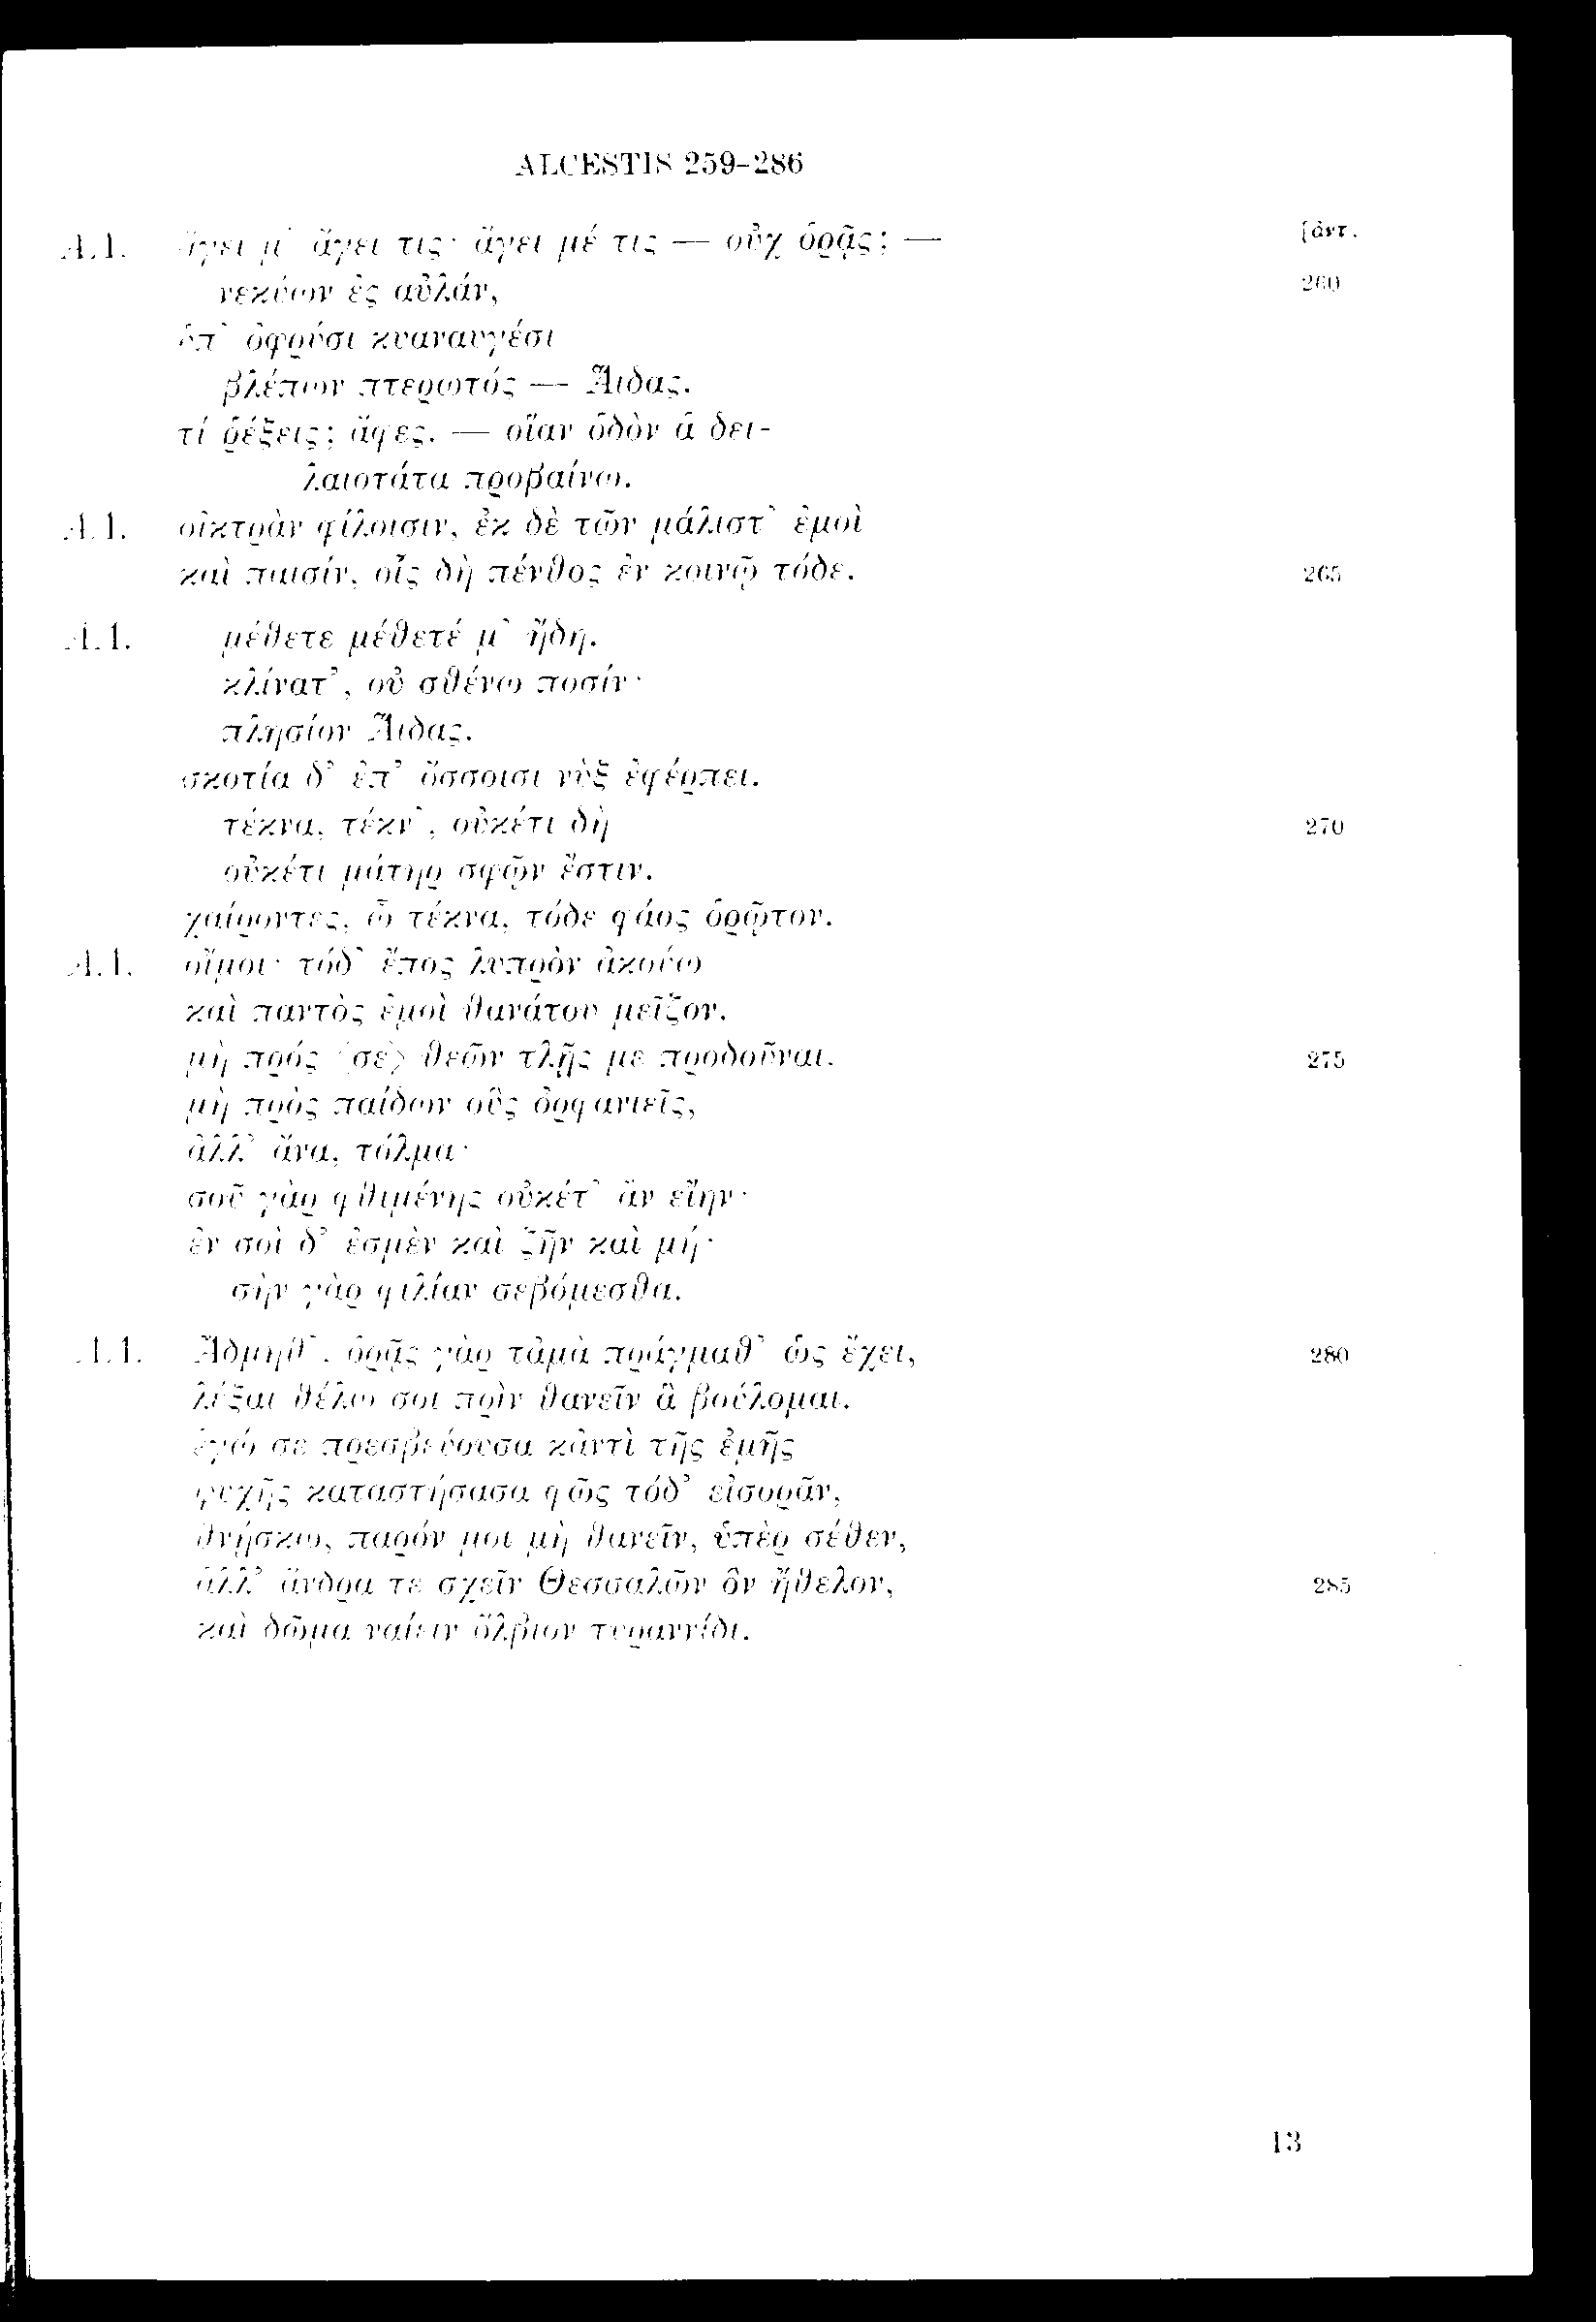 ALCESTIS 259-286
ΑΛ. ἄγει μ' ἄγει τις· ἄγει μέ τις — οὐχ ὁρᾷς; — [ἀντ.
νεκύων ἐς αὐλάν, 260
ὑπ' ὀφρύσι κυαναυγέσι
βλέπων πτερωτός — Ἅιδας.
τί ῥέξεις; ἄφες. — οἵαν ὁδὸν ἁ δει-
λαιοτάτα προβαίνω.
ΑΔ. οἰκτρὰν φίλοισιν, ἐκ δὲ τῶν μάλιστ' ἐμοὶ
καὶ παισίν, οἷς δὴ πένθος ἐν κοινῷ τόδε. 265
ΑΛ. μέθετε μέθετέ μ' ἤδη.
κλίνατ', οὐ σθένω ποσίν·
πλησίον Ἅιδας.
σκοτία δ' ἐπ' ὄσσοισι νὺξ ἐφέρπει.
τέκνα, τέκν', οὐκέτι δὴ 270
οὐκέτι μάτηρ σφῷν ἔστιν.
χαίροντες, ὦ τέκνα, τόδε φάος ὁρῷτον.
ΑΔ. οἴμοι· τόδ' ἔπος λυπρὸν ἀκούω
καὶ παντὸς ἐμοὶ θανάτου μεῖζον.
μὴ πρός ⟨σε⟩ θεῶν τλῇς με προδοῦναι, 275
μὴ πρὸς παίδων οὓς ὀρφανιεῖς,
ἀλλ' ἄνα, τόλμα·
σοῦ γὰρ φθιμένης οὐκέτ' ἂν εἴην·
ἐν σοὶ δ' ἐσμὲν καὶ ζῆν καὶ μή·
σὴν γὰρ φιλίαν σεβόμεσθα.
ΑΛ. Ἄδμηθ', ὁρᾷς γὰρ τἀμὰ πράγμαθ' ὡς ἔχει, 280
λέξαι θέλω σοι πρὶν θανεῖν ἃ βούλομαι.
ἐγώ σε πρεσβεύουσα κἀντὶ τῆς ἐμῆς
ψυχῆς καταστήσασα φῶς τόδ' εἰσορᾶν,
θνῄσκω, παρόν μοι μὴ θανεῖν, ὑπὲρ σέθεν,
ἀλλ' ἄνδρα τε σχεῖν Θεσσαλῶν ὃν ἤθελον, 285
καὶ δῶμα ναίειν ὄλβιον τυραννίδι.
13